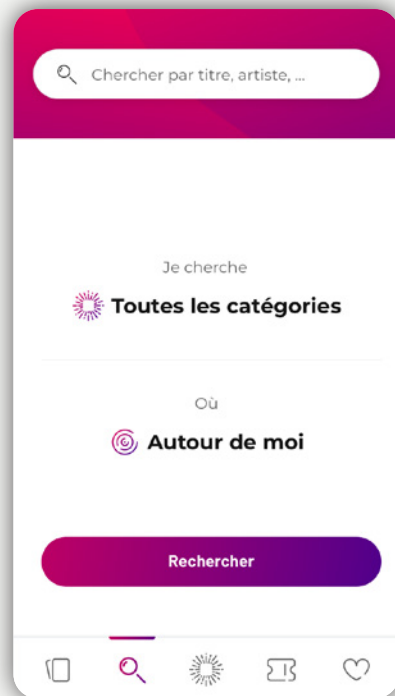 Chercher par titre, artiste, ...
Je cherche
Toutes les catégories
Où
Autour de moi
Rechercher